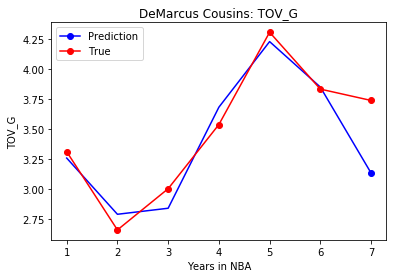 DeMarcus Cousins: TOV_G
Prediction
True
TOV_G
4.25
4.00
3.75
3.50
3.25
3.00
2.75
1 2 3 4 5 6 7
Years in NBA